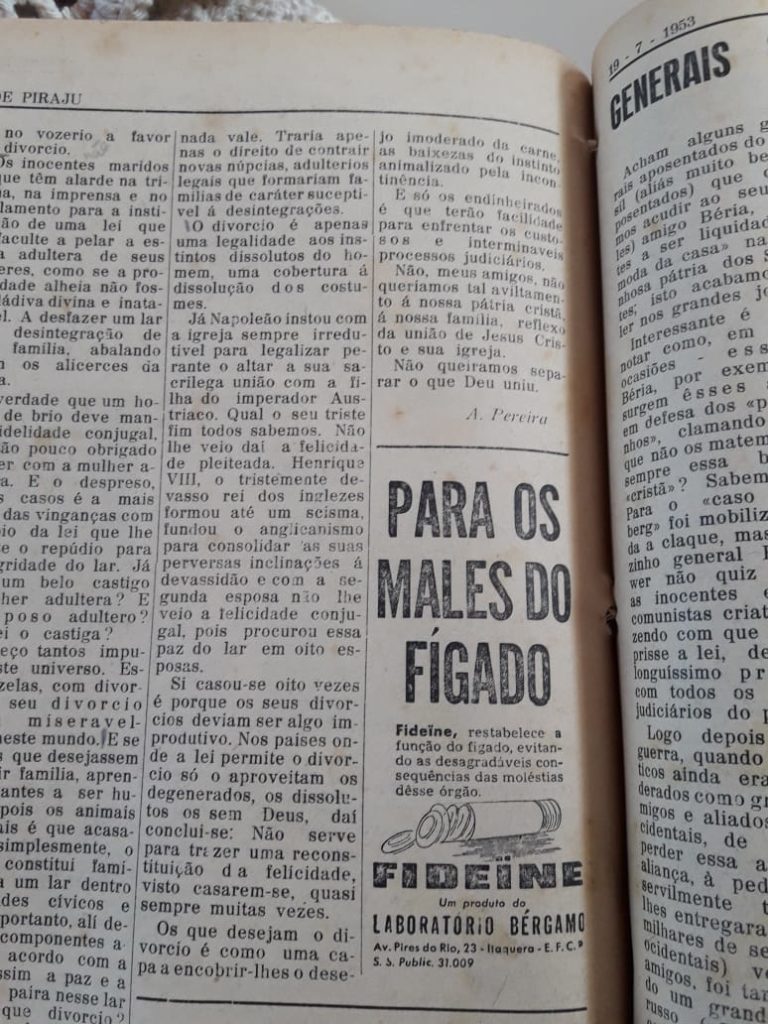 DE PIRAJU
no vozerio a favor
divorcio.
Os inocentes maridos
que têm alarde na tri-
na imprensa e no
lamento para a insti-
ção de uma lei que
faculte a pelar a es-
a adultera de seus
eres, como se a pro-
dade alheia não fos-
ládiva divina e inata-
el. A desfazer um lar
desintegração de
família, abalando
m os alicerces da
a.
verdade que um ho-
de brio deve man-
idelidade conjugal,
ão pouco obrigado
er com a mulher a-
ra. E o despreso,
s casos é a mais
das vinganças com
oio da lei que lhe
te o repúdio para
gridade do lar. Já
um belo castigo
lher adultera? E
poso adultero?
ei o castiga?
eço tantos impu-
ste universo. Es-
zelas, com divor-
seu divorcio
miseravel-
neste mundo. E se
que desejassem
ir família, apren-
antes a ser hu-
pois os animais
ais é que acasa-
simplesmente, o
constitui famí-
a um lar dentro
des cívicos e
portanto, alí de-
componentes a-
acordo com a
ssim a paz e a
paira nesse lar
que divorcio?
nada vale. Traria ape-
nas o direito de contrair
novas núpcias, adulterios
legais que formariam fa-
mílias de caráter sucepti-
vel á desintegrações.
O divorcio é apenas
uma legalidade aos ins-
tintos dissolutos do ho-
mem, uma cobertura á
dissolução dos costu-
mes.
Já Napoleão instou com
a igreja sempre irredu-
tivel para legalizar pe-
rante o altar a sua sa-
crilega união com a fi-
lha do imperador Aus-
triaco. Qual o seu triste
fim todos sabemos. Não
lhe veio daí a felicida-
de pleiteada. Henrique
VIII, o tristemente de-
vasso rei dos inglezes
formou até um scisma,
fundou o anglicanismo
para consolidar as suas
perversas inclinações á
devassidão e com a se-
gunda esposa não lhe
veio a felicidade conju-
gal, pois procurou essa
paz do lar em oito es-
posas.
Si casou-se oito vezes
é porque os seus divor-
cios deviam ser algo im-
produtivo. Nos paises on-
de a lei permite o divor-
cio só o aproveitam os
degenerados, os dissolu-
tos os sem Deus, daí
conclui-se: Não serve
para trazer uma recons-
tituição da felicidade,
visto casarem-se, quasi
sempre muitas vezes.
Os que desejam o di-
vorcio é como uma ca-
pa a encobrir-lhes o dese-
jo imoderado da carne,
as baixezas do instinto
animalizado pela incon
tinência.
E só os endinheirados
é que terão facilidade
para enfrentar os custo-
sos e interminaveis
processos judiciários.
Não, meus amigos, não
queríamos tal aviltamen-
to á nossa pátria cristã,
á nossa família, reflexo
da união de Jesus Cris-
to e sua igreja.
Não queiramos sepa-
rar o que Deu uniu.
A. Pereira
PARA OS
MALES DO
FÍGADO
Fideïne, restabelece a
função do fígado, evitan-
do as desagradáveis con-
sequências das moléstias
dêsse órgão.
FIDEÏNE
Um produto do
LABORATÓRIO BÉRGAMO
Av. Pires do Rio, 23 - Itaquera - E.F.C.B
S. S. Public. 31.009
19 - 7 - 1953
GENERAIS
Acham alguns g
rais aposentados do
sil (aliás muito be
posentados) que
mos acudir ao seu
les) amigo Béria,
tes a ser liquidad
moda da casa» na
nhosa pátria dos S
tes; isto acabamo
ler nos grandes jo
Interessante é
notar como, em
ocasiões - ess
Béria, por exem
surgem êsses
em defesa dos «p
nhos», clamando
que não os matem
sempre essa b
«cristã»? Sabem
Para o «caso
berg» foi mobiliz
da a claque, mas
zinho general E
wer não quiz
as inocentes
comunistas criat
zendo com que
prisse a lei, de
longuíssimo pr
com todos os
judiciários do p
Logo depois
guerra, quando
ticos ainda era
derados como gr
migos e aliados
cidentais, de
perder essa a
aliança, à ped
servilmente t
lhes entregara
milhares de se
ocidentais) v
amigos, foi tan
do um grand
russo (